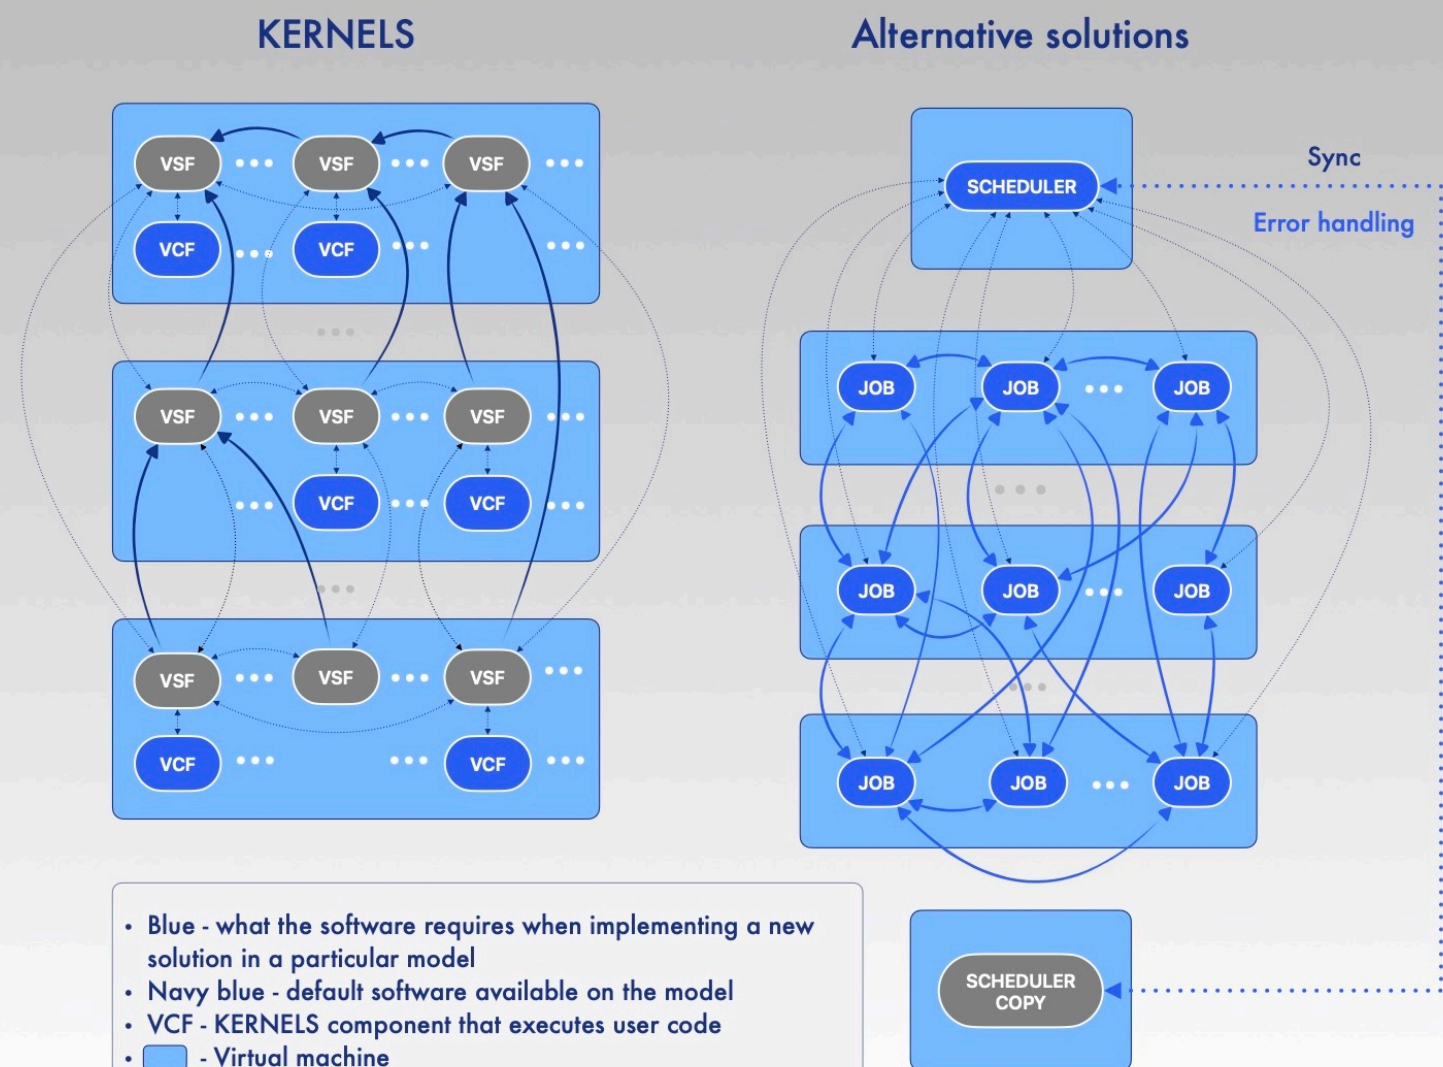 KERNELS
VSF VSF VSF
VCF VCF
VSF VSF VSF
VCF VCF
VSF VSF VSF
VCF VCF
Alternative solutions
SCHEDULER
Sync
Error handling
JOB JOB JOB
JOB JOB JOB
JOB JOB JOB
SCHEDULER
COPY
• Blue - what the software requires when implementing a new
solution in a particular model
• Navy blue - default software available on the model
• VCF - KERNELS component that executes user code
• - Virtual machine